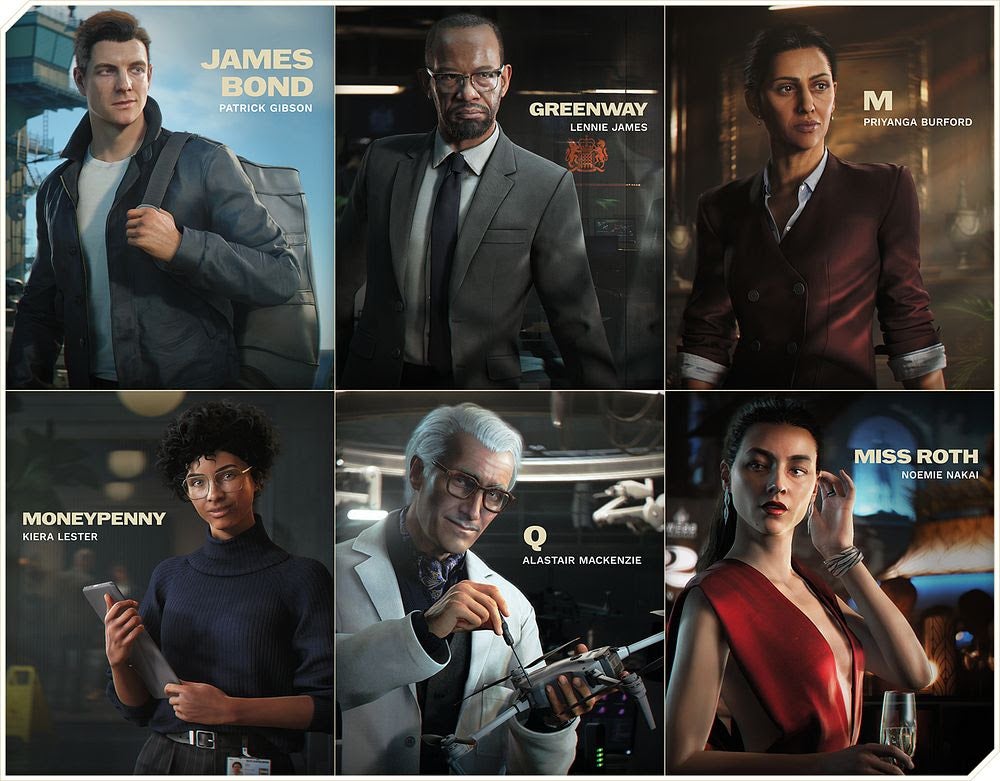 JAMES
BOND
PATRICK GIBSON
GREENWAY
LENNIE JAMES
M
PRIYANGA BURFORD
MONEYPENNY
KIERA LESTER
Q
ALASTAIR MACKENZIE
MISS ROTH
NOEMIE NAKAI